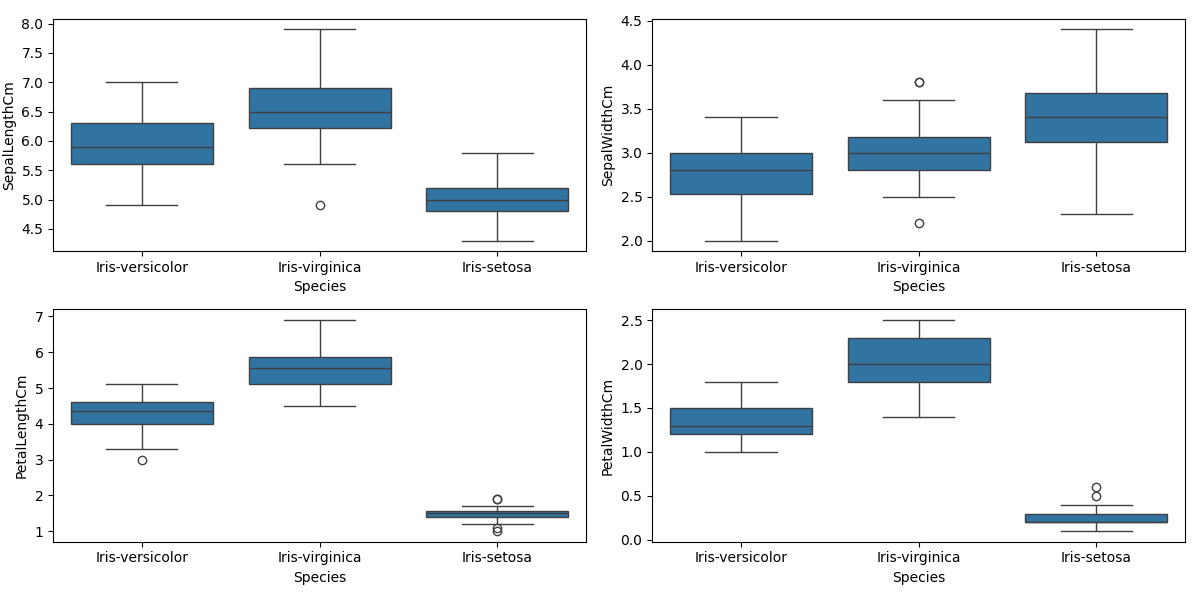 SepalLengthCm
8.0
7.5
7.0
6.5
6.0
5.5
5.0
4.5
Iris-versicolor Iris-virginica Iris-setosa
Species
SepalWidthCm
4.5
4.0
3.5
3.0
2.5
2.0
Iris-versicolor Iris-virginica Iris-setosa
Species
PetalLengthCm
7
6
5
4
3
2
1
Iris-versicolor Iris-virginica Iris-setosa
Species
PetalWidthCm
2.5
2.0
1.5
1.0
0.5
0.0
Iris-versicolor Iris-virginica Iris-setosa
Species